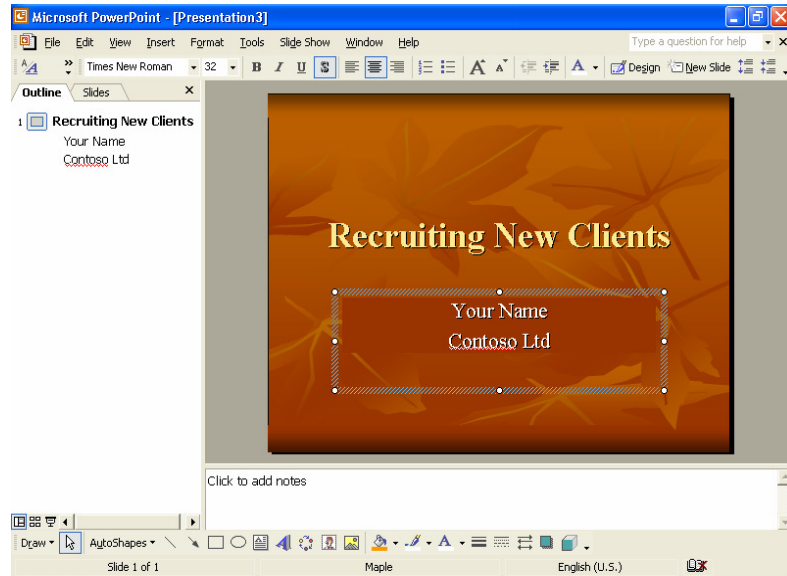 Microsoft PowerPoint - [Presentation3]
File Edit View Insert Format Tools Slide Show Window Help Type a question for help
Times New Roman 32 B I U S A A A Design New Slide
Outline Slides
1 Recruiting New Clients
Your Name
Contoso Ltd
Recruiting New Clients
Your Name
Contoso Ltd
Click to add notes
Draw AutoShapes A A
Slide 1 of 1 Maple English (U.S.)